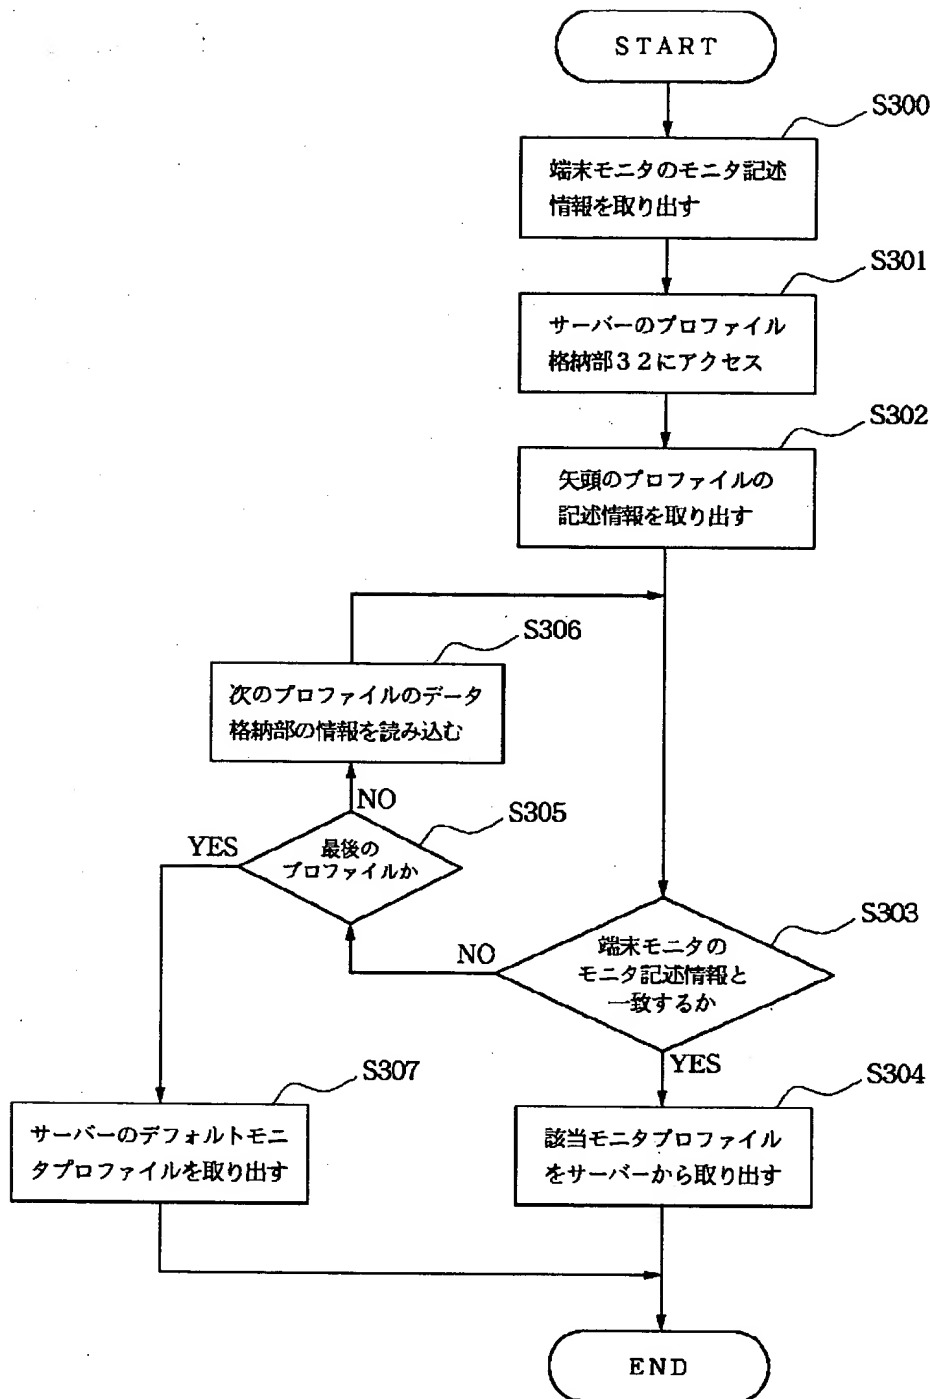 START
S300
端末モニタのモニタ記述
情報を取り出す
S301
サーバーのプロファイル
格納部32にアクセス
S302
矢頭のプロファイルの
記述情報を取り出す
S306
次のプロファイルのデータ
格納部の情報を読み込む
NO
S305
YES
最後の
プロファイルか
S303
NO
端末モニタの
モニタ記述情報と
一致するか
YES
S307
S304
サーバーのデフォルトモニ
タプロファイルを取り出す
該当モニタプロファイル
をサーバーから取り出す
END